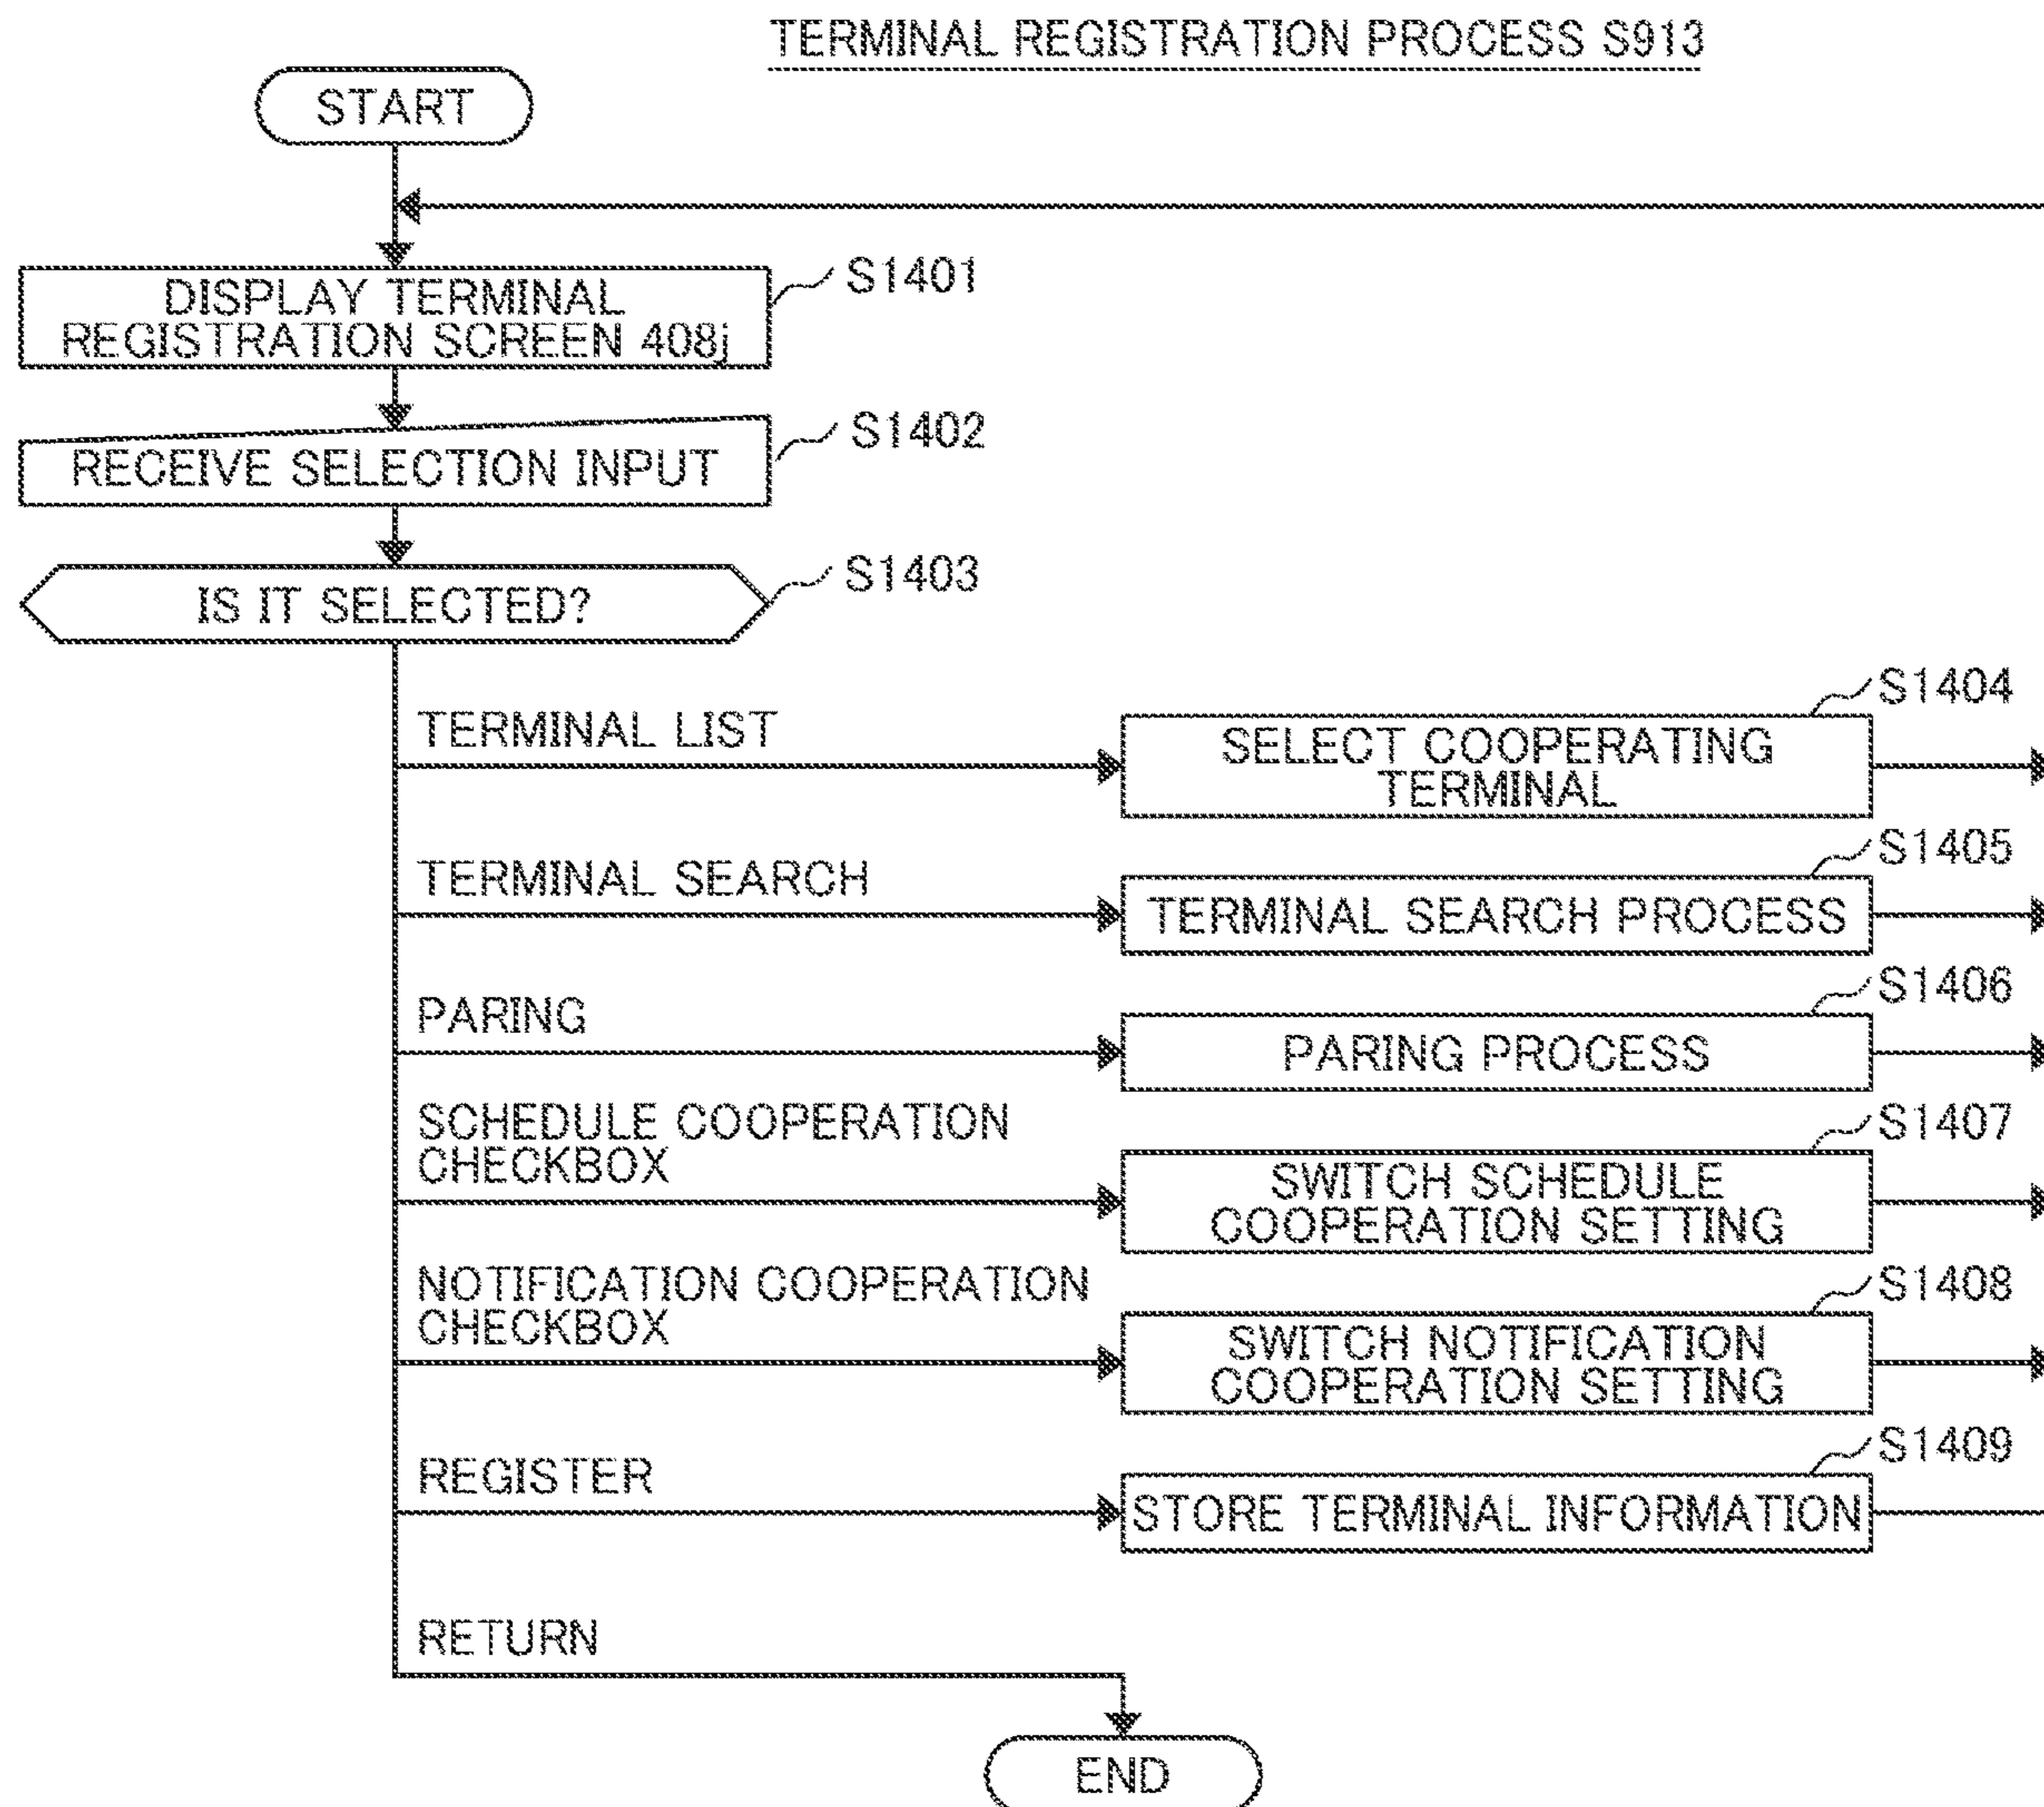 TERMINAL REGISTRATION PROCESS S913
START
DISPLAY TERMINAL
REGISTRATION SCREEN 408j
S1401
RECEIVE SELECTION INPUT
S1402
IS IT SELECTED?
S1403
TERMINAL LIST
SELECT COOPERATING
TERMINAL
S1404
TERMINAL SEARCH
TERMINAL SEARCH PROCESS
S1405
PARING
PARING PROCESS
S1406
SCHEDULE COOPERATION
CHECKBOX
SWITCH SCHEDULE
COOPERATION SETTING
S1407
NOTIFICATION COOPERATION
CHECKBOX
SWITCH NOTIFICATION
COOPERATION SETTING
S1408
REGISTER
STORE TERMINAL INFORMATION
S1409
RETURN
END